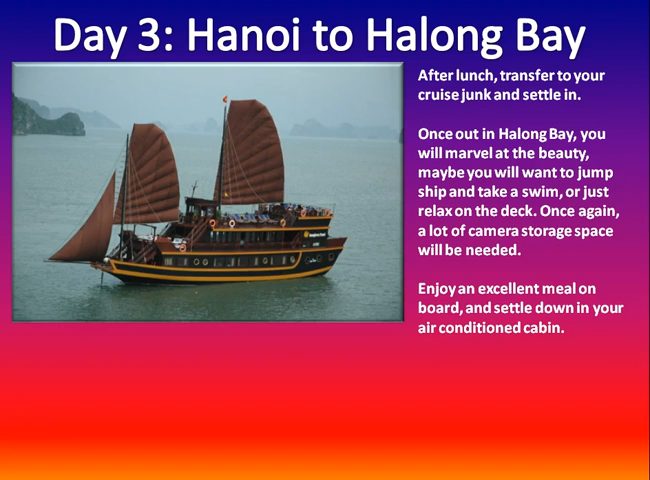 Day 3: Hanoi to Halong Bay
After lunch, transfer to your
cruise junk and settle in.
Once out in Halong Bay, you
will marvel at the beauty,
maybe you will want to jump
ship and take a swim, or just
relax on the deck. Once again,
a lot of camera storage space
will be needed.
Enjoy an excellent meal on
board, and settle down in your
air conditioned cabin.